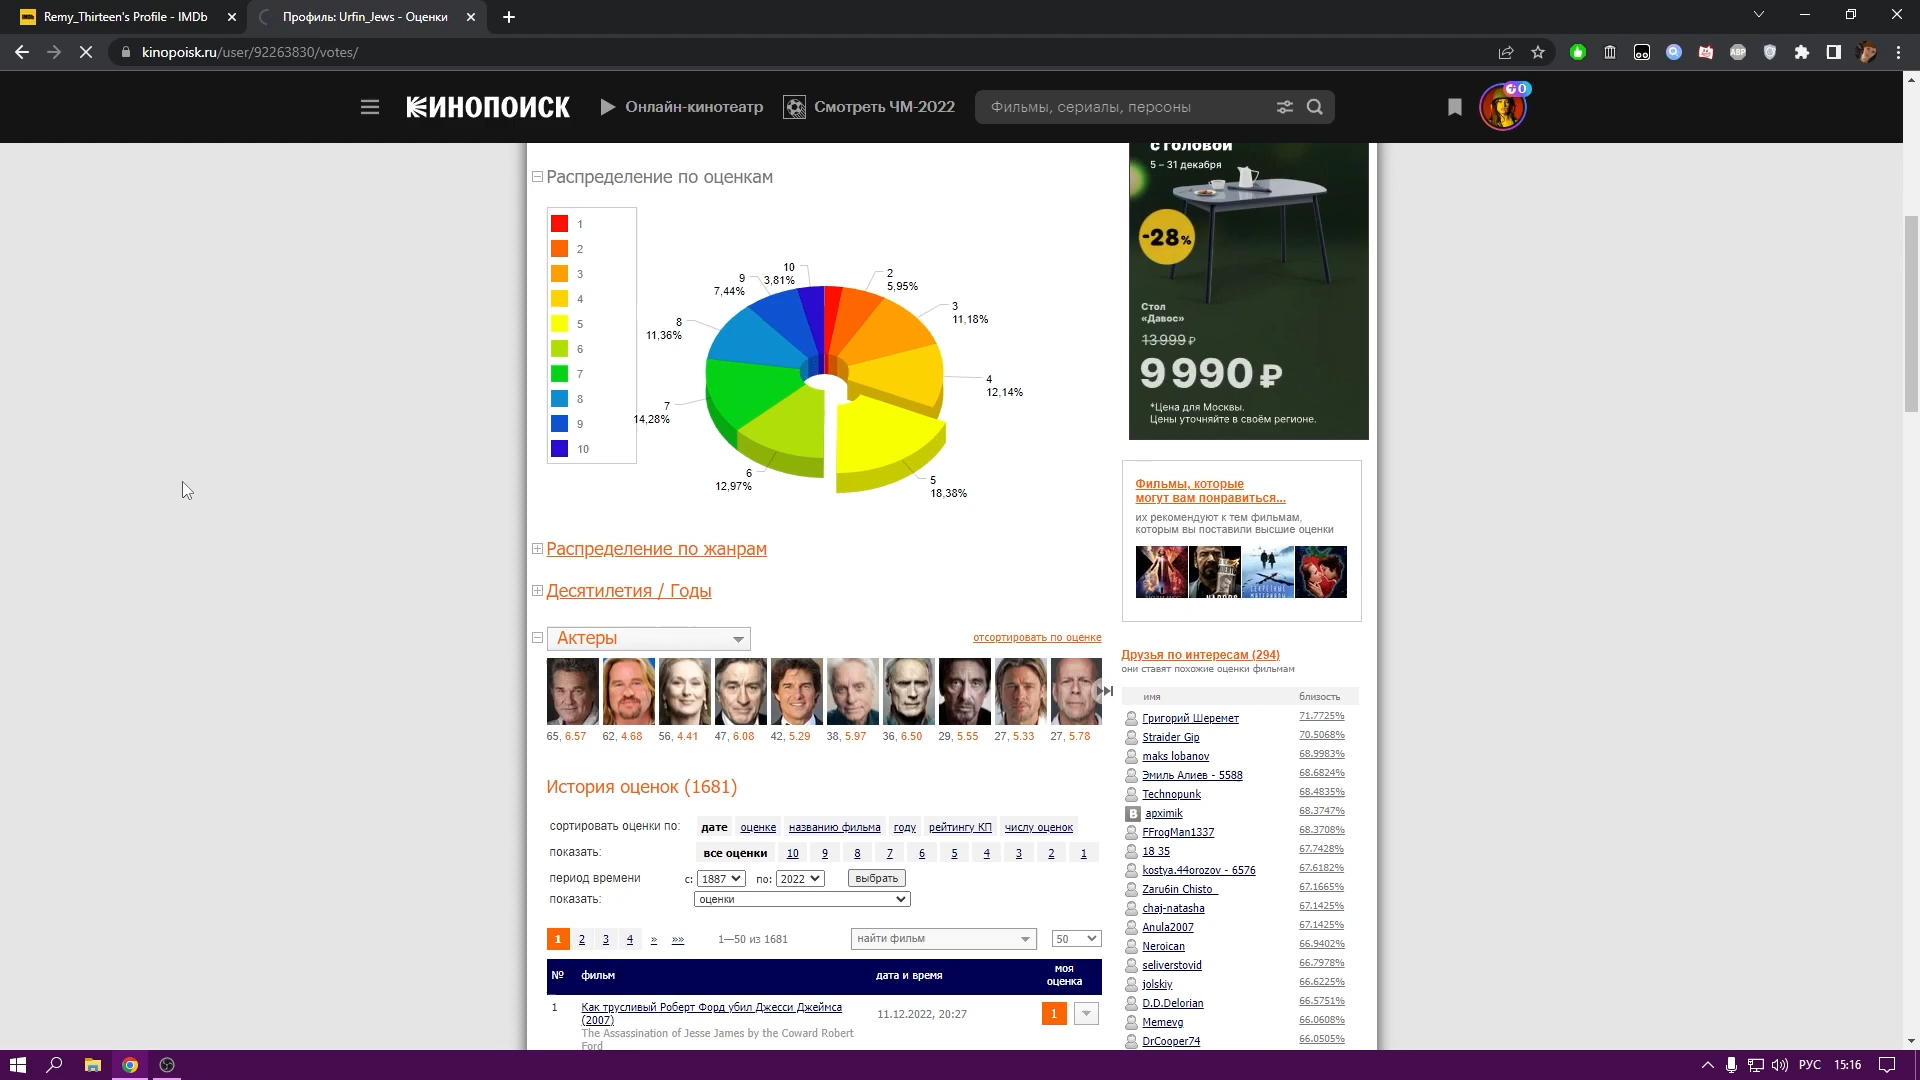 Remy_Thirteen's Profile - IMDb
Профиль: Urfin_Jews - Оценки
kinopoisk.ru/user/92263830/votes/
КИНОПОИСК
Онлайн-кинотеатр
Смотреть ЧМ-2022
Фильмы, сериалы, персоны
0
Распределение по оценкам
1
2
3
4
5
6
7
8
9
10
10
3,81%
9
7,44%
8
11,36%
7
14,28%
6
12,97%
5
18,38%
4
12,14%
3
11,18%
2
5,95%
Распределение по жанрам
Десятилетия / Годы
Актеры
отсортировать по оценке
65, 6.57
62, 4.68
56, 4.41
47, 6.08
42, 5.29
38, 5.97
36, 6.50
29, 5.55
27, 5.33
27, 5.78
История оценок (1681)
сортировать оценки по: дате оценке названию фильма году рейтингу КП числу оценок
показать: все оценки 10 9 8 7 6 5 4 3 2 1
период времени с: 1887 по: 2022 выбрать
показать: оценки
1 2 3 4 » »» 1—50 из 1681 найти фильм 50
№ фильм дата и время моя оценка
1 Как трусливый Роберт Форд убил Джесси Джеймса
(2007)
11.12.2022, 20:27
1
The Assassination of Jesse James by the Coward Robert
Ford
с головой
5 – 31 декабря
-28%
Стол
«Давос»
13 999 ₽
9 990 ₽
*Цена для Москвы.
Цены уточняйте в своём регионе.
Фильмы, которые
могут вам понравиться...
их рекомендуют к тем фильмам,
которым вы поставили высшие оценки
Друзья по интересам (294)
они ставят похожие оценки фильмам
имя близость
Григорий Шеремет 71.7725%
Straider Gip 70.5068%
maks lobanov 68.9983%
Эмиль Алиев - 5588 68.6824%
Technopunk 68.4835%
В apximik 68.3747%
FFrogMan1337 68.3708%
18 35 67.7428%
kostya.44orozov - 6576 67.6182%
Zaru6in Chisto_ 67.1665%
chaj-natasha 67.1425%
Anula2007 67.1425%
Neroican 66.9402%
seliverstovid 66.7978%
jolskiy 66.6225%
D.D.Delorian 66.5751%
Memevg 66.0608%
DrCooper74 66.0505%
РУС 15:16